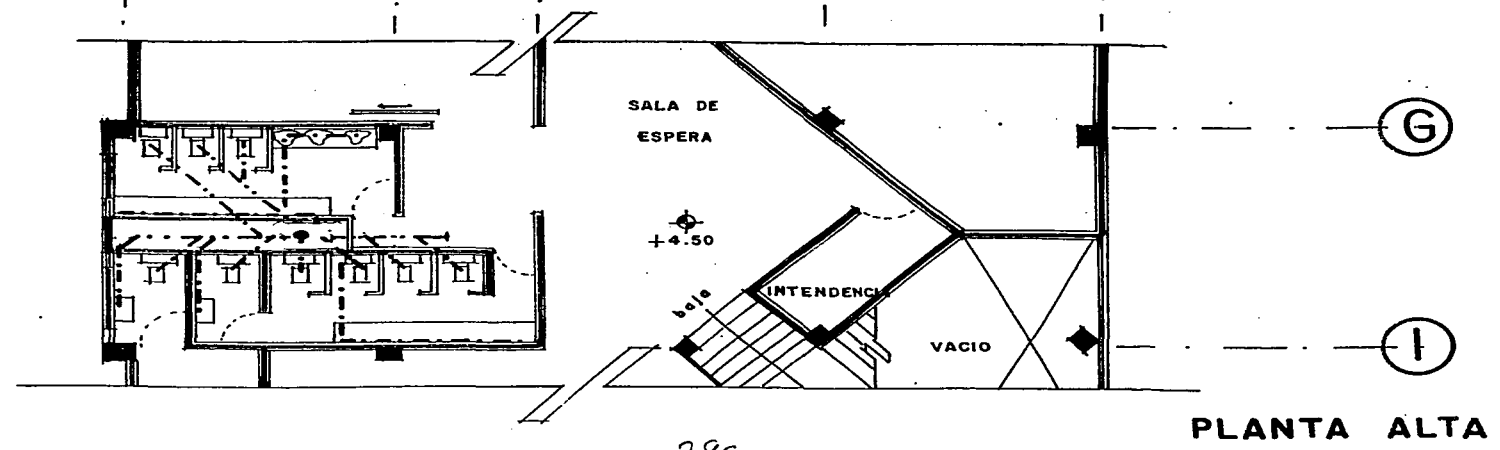 SALA DE
ESPERA
G
+4.50
INTENDENCI
baja
VACIO
I
PLANTA ALTA